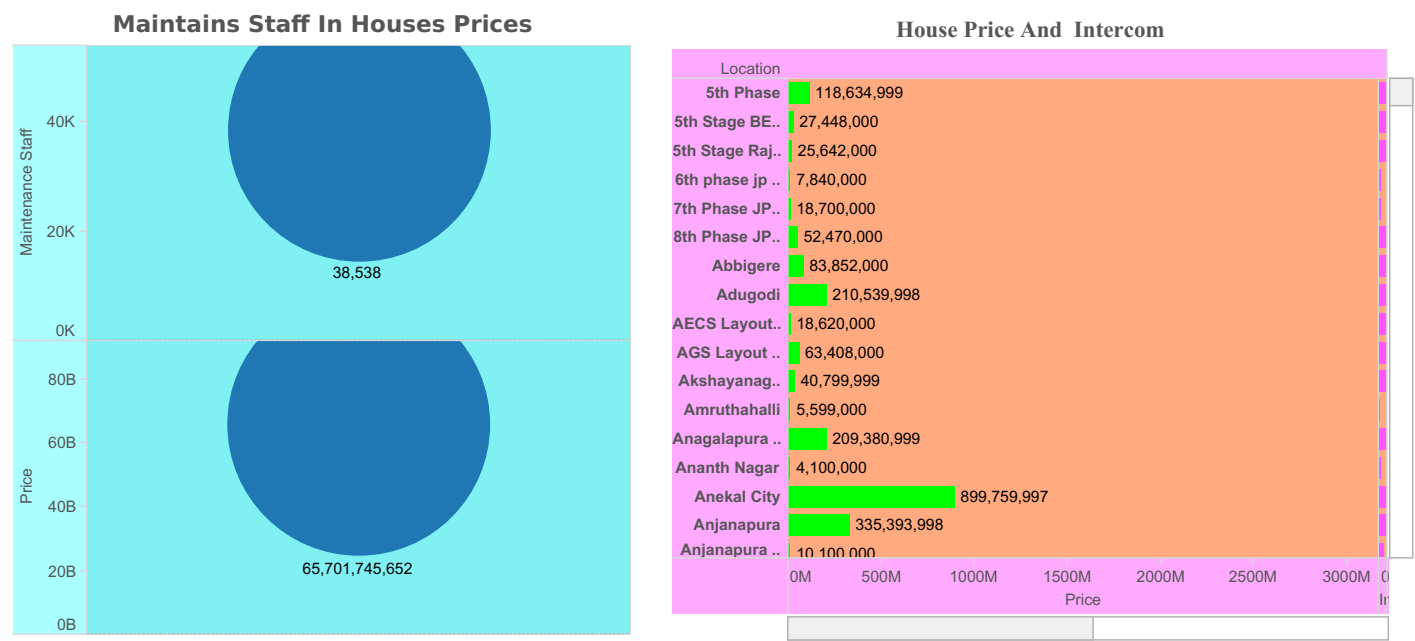 Maintains Staff In Houses Prices
Maintenance Staff
40K
20K
0K
38,538
Price
80B
60B
40B
20B
0B
65,701,745,652
House Price And Intercom
Location
5th Phase 118,634,999
5th Stage BE.. 27,448,000
5th Stage Raj.. 25,642,000
6th phase jp .. 7,840,000
7th Phase JP.. 18,700,000
8th Phase JP.. 52,470,000
Abbigere 83,852,000
Adugodi 210,539,998
AECS Layout.. 18,620,000
AGS Layout .. 63,408,000
Akshayanag.. 40,799,999
Amruthahalli 5,599,000
Anagalapura .. 209,380,999
Ananth Nagar 4,100,000
Anekal City 899,759,997
Anjanapura 335,393,998
Anjanapura .. 10,100,000
0M 500M 1000M 1500M 2000M 2500M 3000M
Price